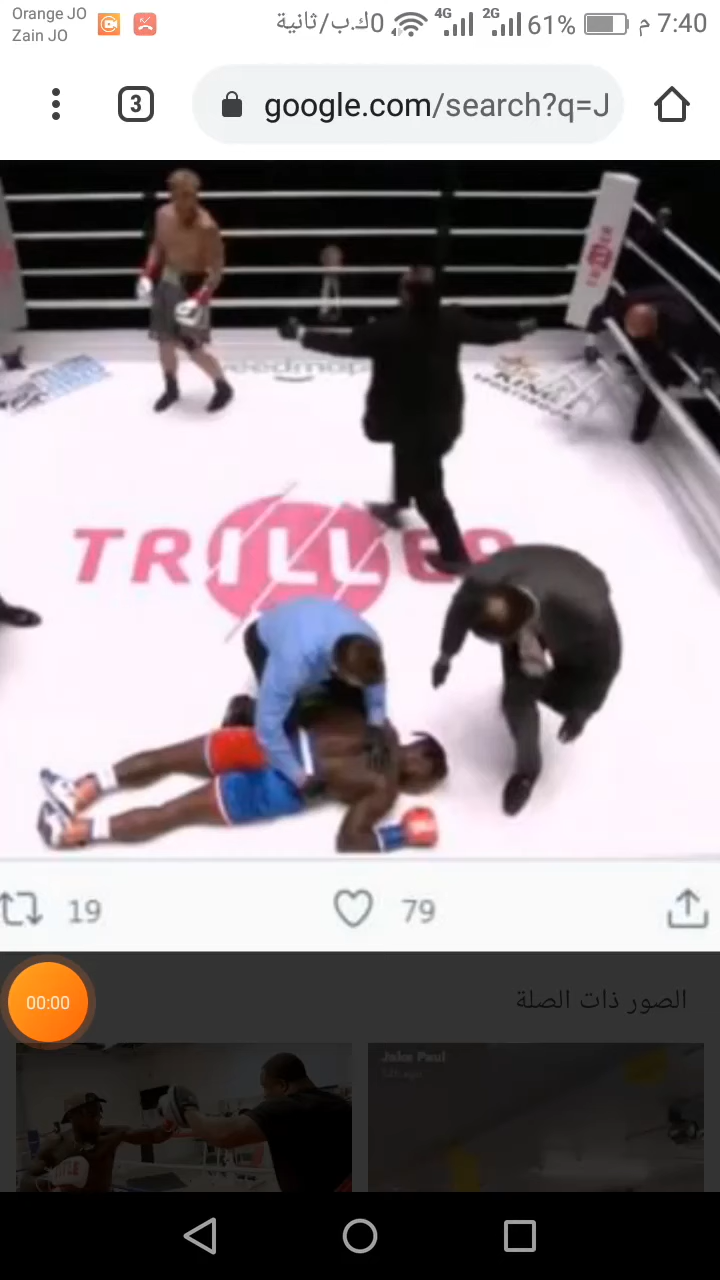 Orange JO
Zain JO
0ك.ب/ثانية
4G
2G
61%
7:40 م
3
google.com/search?q=J
TRILLER
19
79
00:00
الصور ذات الصلة
Jake Paul
TITLE